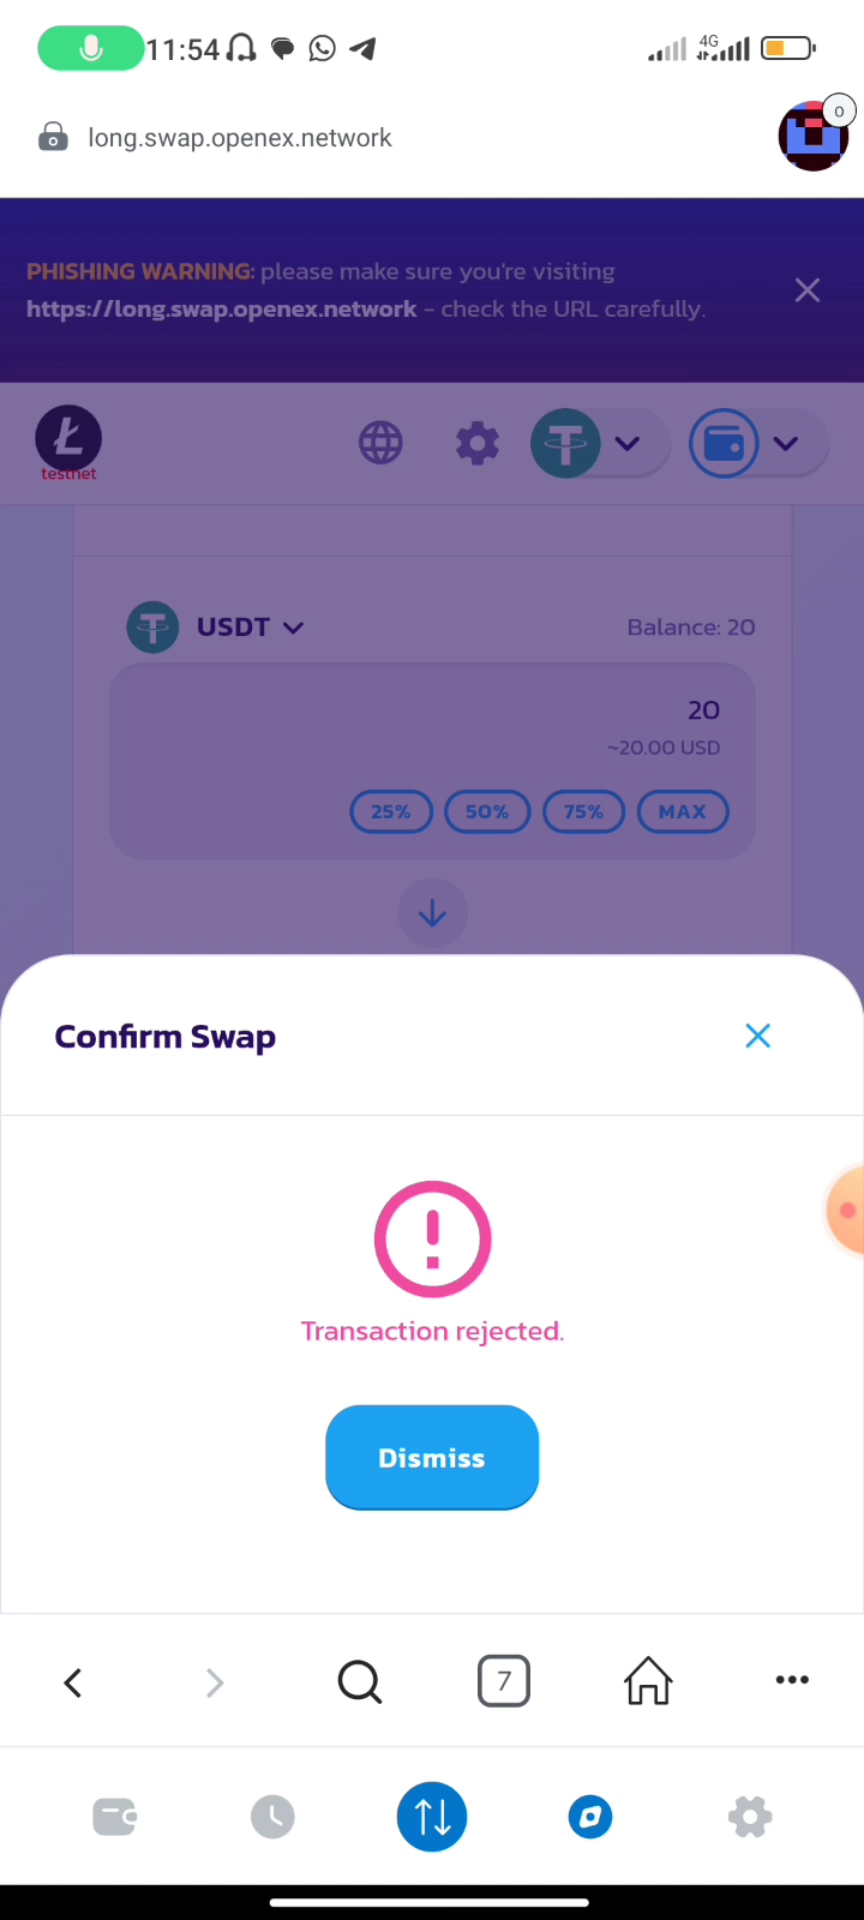 11:54
4G
long.swap.openex.network
0
PHISHING WARNING: please make sure you're visiting
https://long.swap.openex.network - check the URL carefully.
testnet
USDT
Balance: 20
20
~20.00 USD
25% 50% 75% MAX
Confirm Swap
Transaction rejected.
Dismiss
7